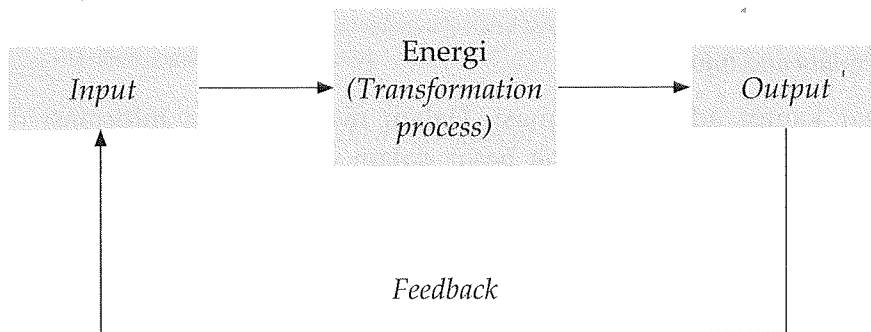 Input
Energi
(Transformation
process)
Output
Feedback